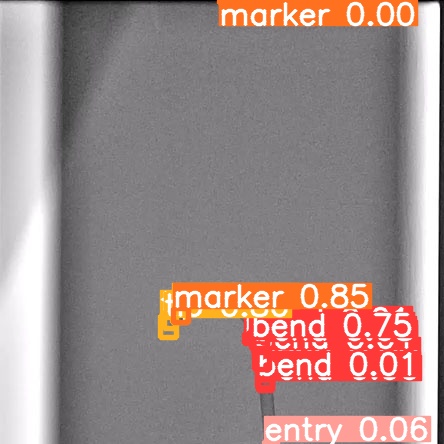 marker 0.00
marker 0.85
bend 0.75
bend 0.01
entry 0.06